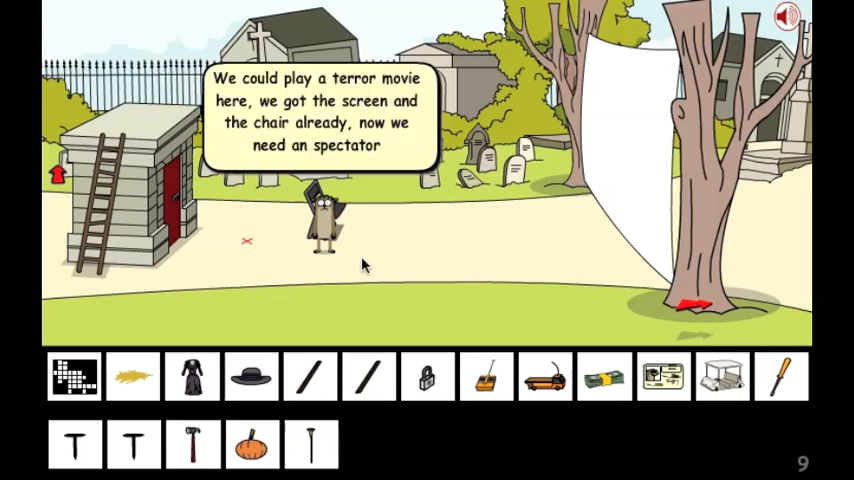 We could play a terror movie
here, we got the screen and
the chair already, now we
need an spectator
9